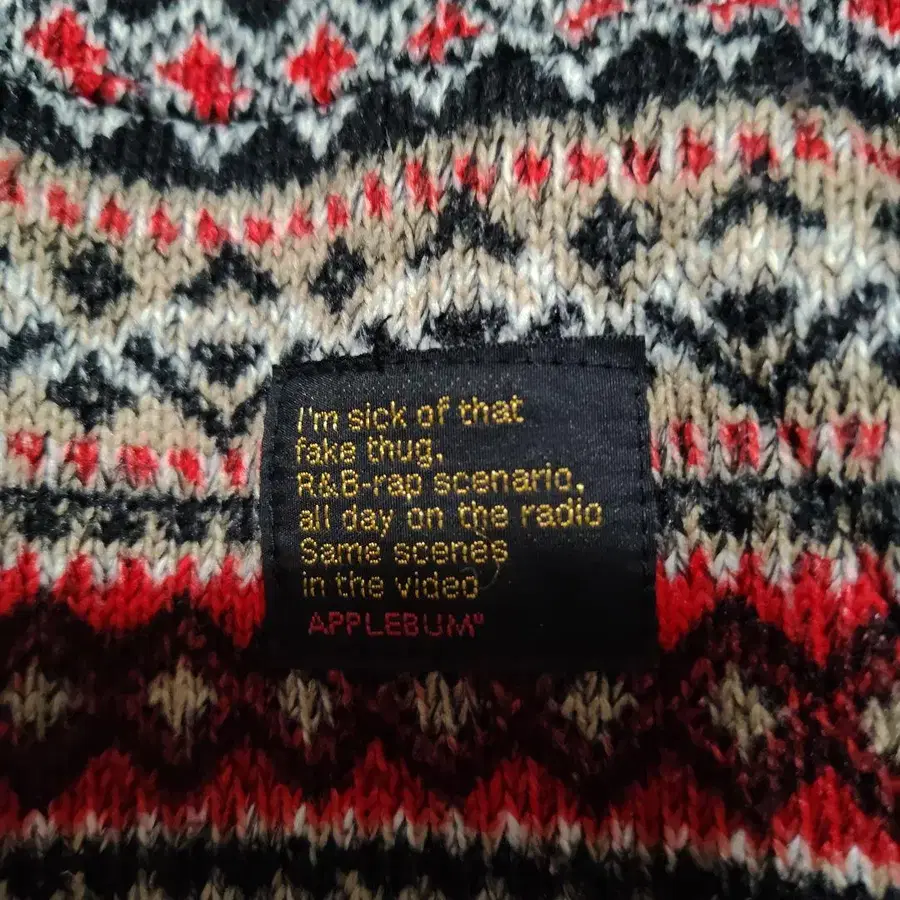 I'm sick of that
fake thug,
R&B-rap scenario,
all day on the radio
Same scenes
in the video
APPLEBUM®